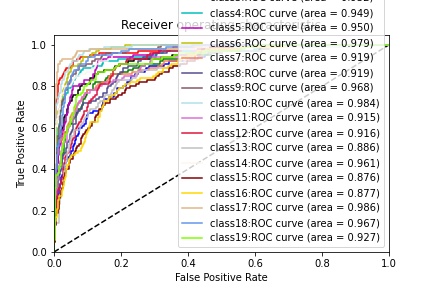 Receiver
class4:ROC curve (area = 0.949)
class5:ROC curve (area = 0.950)
class6:ROC curve (area = 0.979)
class7:ROC curve (area = 0.919)
class8:ROC curve (area = 0.919)
class9:ROC curve (area = 0.968)
class10:ROC curve (area = 0.984)
class11:ROC curve (area = 0.915)
class12:ROC curve (area = 0.916)
class13:ROC curve (area = 0.886)
class14:ROC curve (area = 0.961)
class15:ROC curve (area = 0.876)
class16:ROC curve (area = 0.877)
class17:ROC curve (area = 0.986)
class18:ROC curve (area = 0.967)
class19:ROC curve (area = 0.927)
True Positive Rate
1.0
0.8
0.6
0.4
0.2
0.0
0.0 0.2 0.4 0.6 0.8 1.0
False Positive Rate